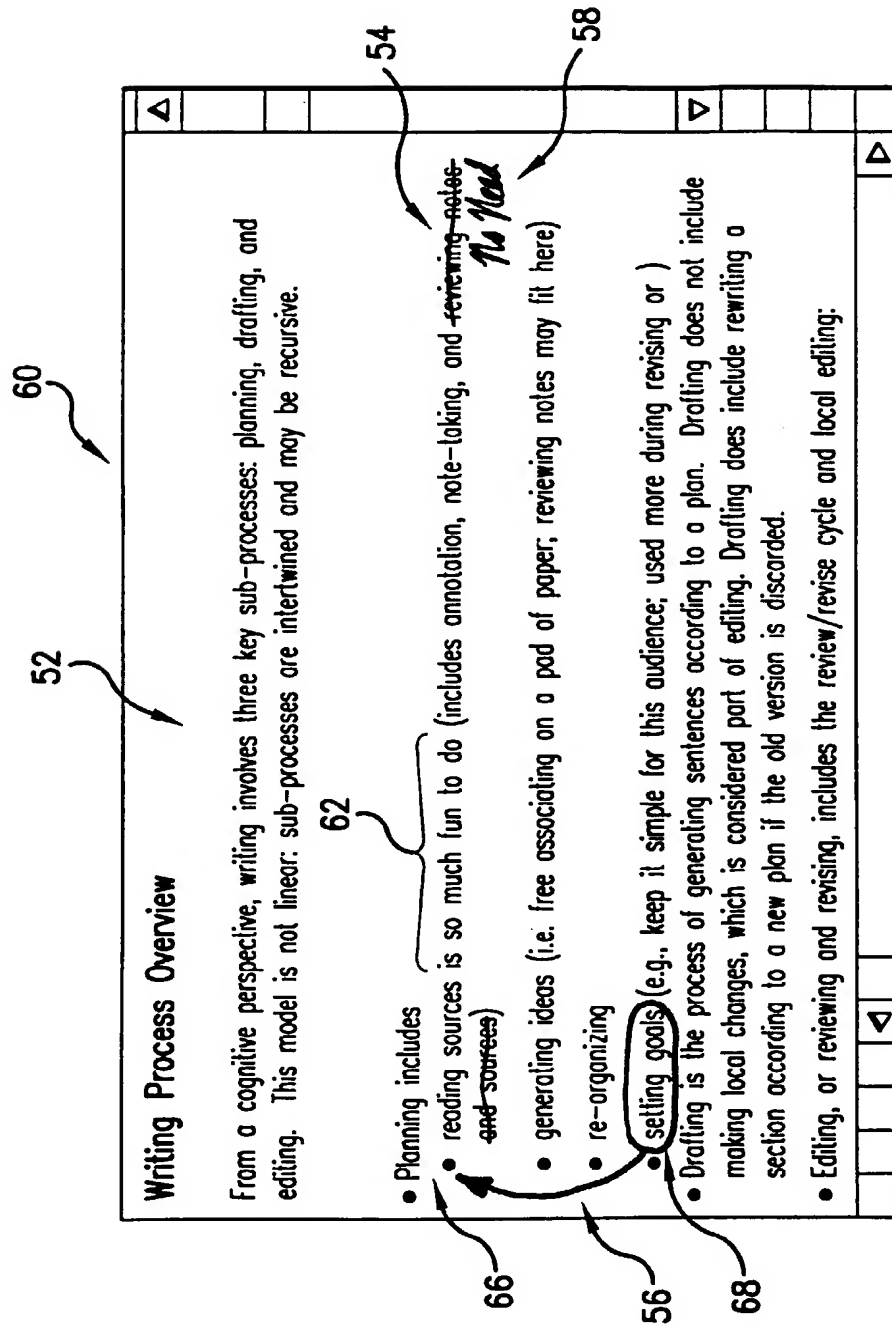 60
52
54
58
Writing Process Overview
From a cognitive perspective, writing involves three key sub-processes: planning, drafting, and
editing. This model is not linear: sub-processes are intertwined and may be recursive.
62
• Planning includes
• reading sources is so much fun to do (includes annotation, note-taking, and reviewing notes
and sources)
No Need
• generating ideas (i.e. free associating on a pad of paper; reviewing notes may fit here)
• re-organizing
• setting goals (e.g., keep it simple for this audience; used more during revising or )
• Drafting is the process of generating sentences according to a plan. Drafting does not include
making local changes, which is considered part of editing. Drafting does include rewriting a
section according to a new plan if the old version is discarded.
• Editing, or reviewing and revising, includes the review/revise cycle and local editing:
66
56
68